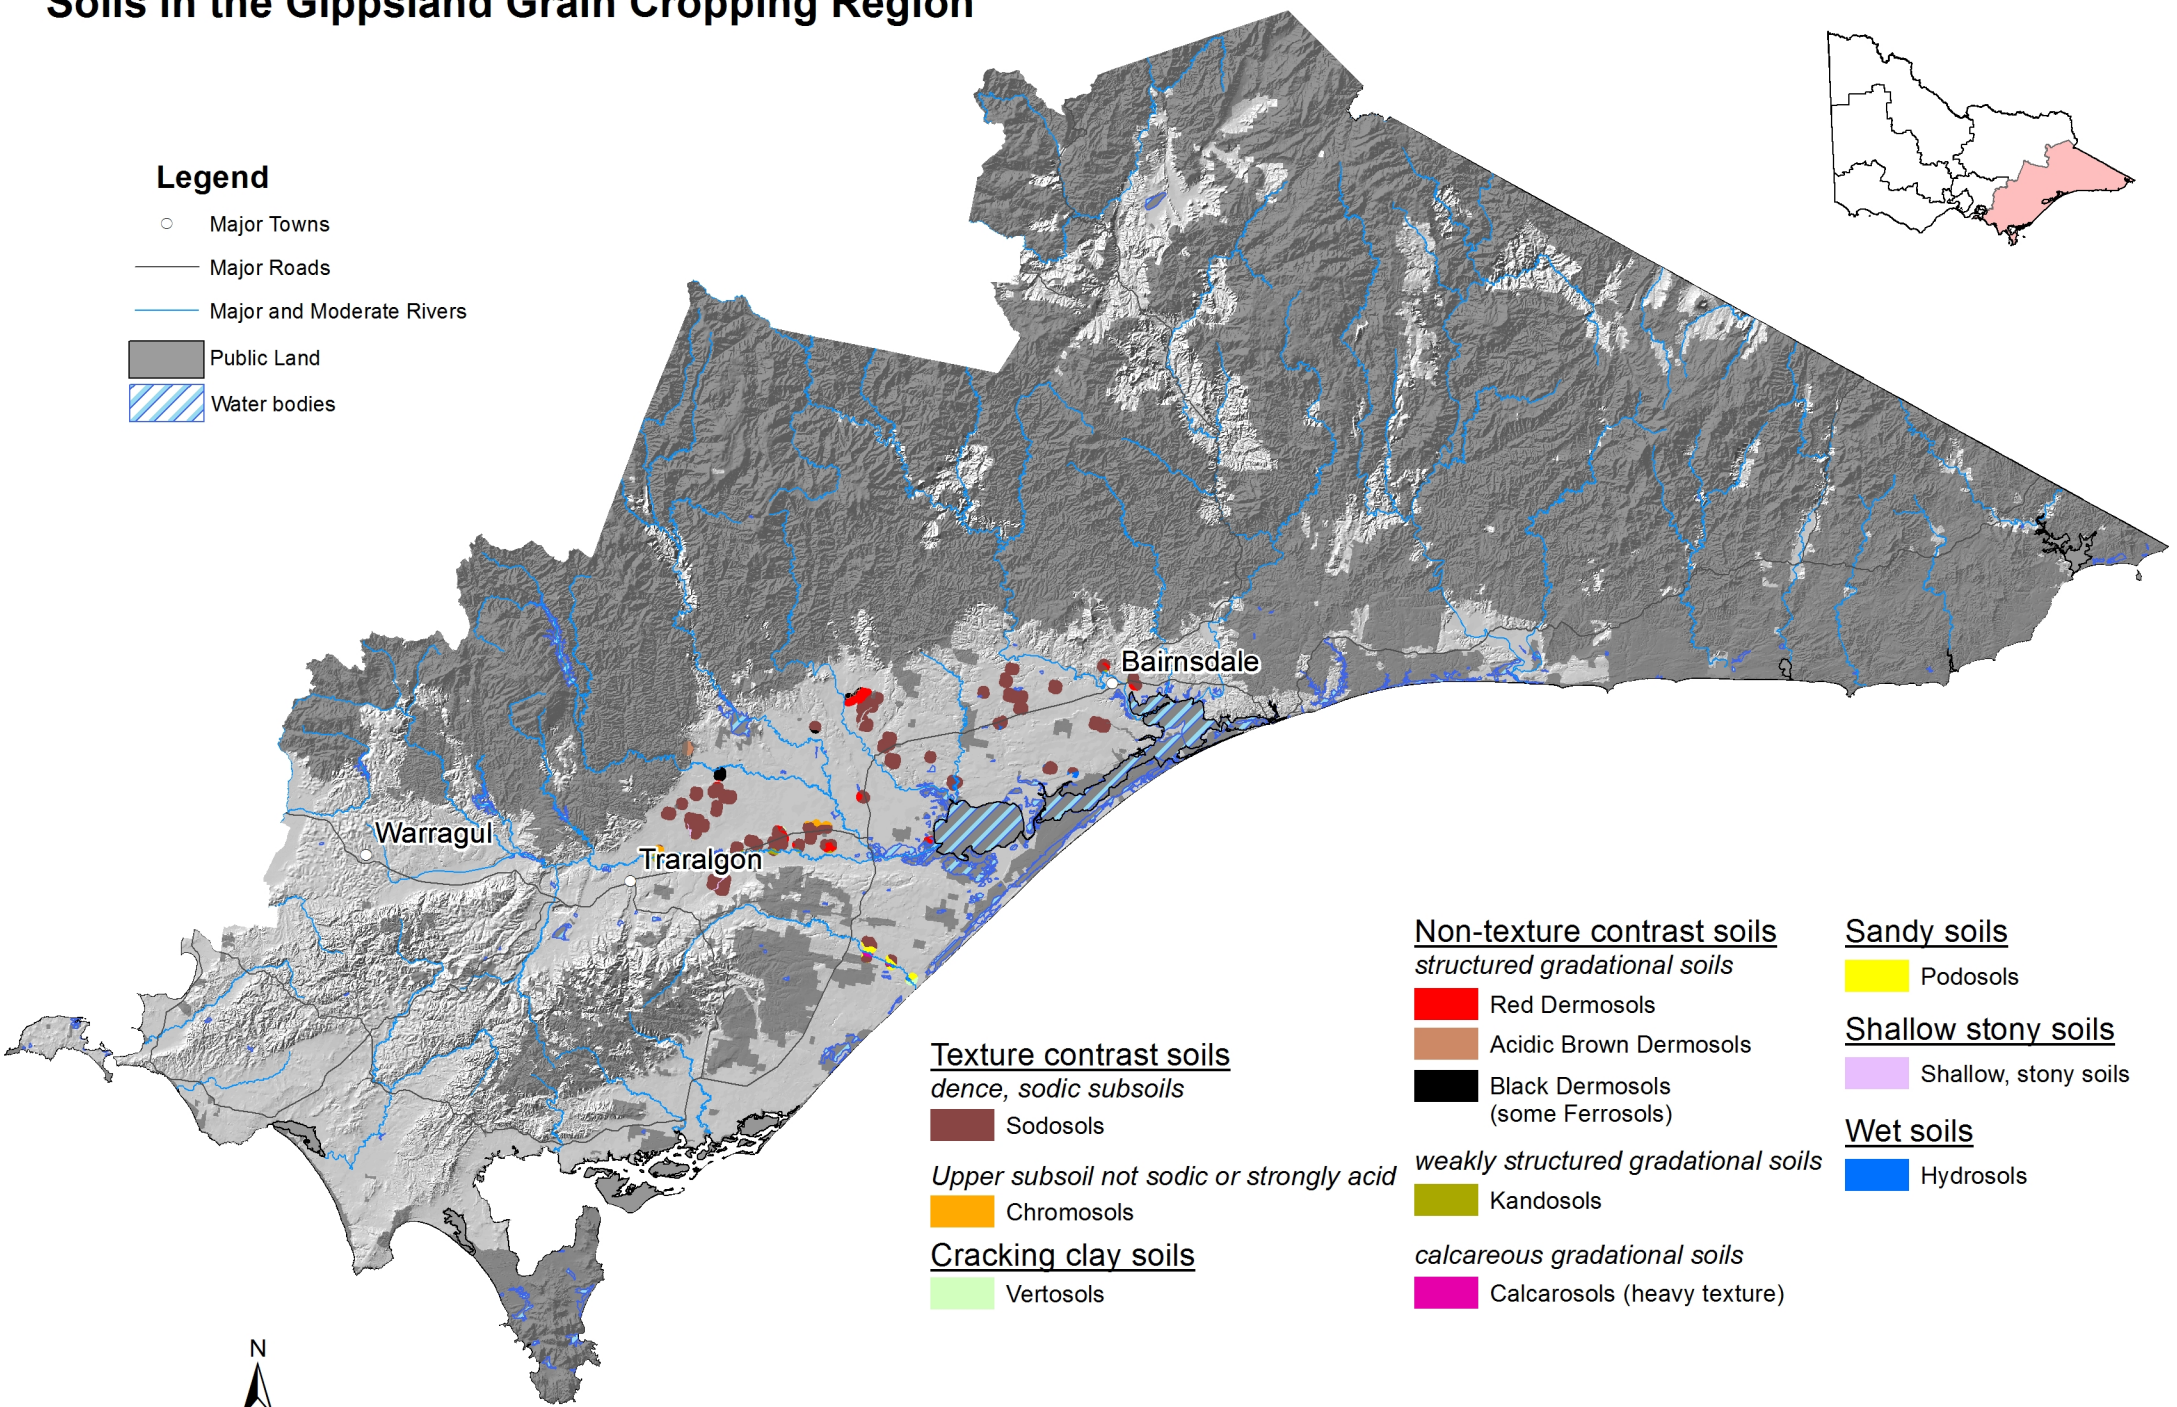 Soils in the Gippsland Grain Cropping Region
Legend
Major Towns
Major Roads
Major and Moderate Rivers
Public Land
Water bodies
Bairnsdale
Warragul
Traralgon
Texture contrast soils
dence, sodic subsoils
Sodosols
Upper subsoil not sodic or strongly acid
Chromosols
Cracking clay soils
Vertosols
Non-texture contrast soils
structured gradational soils
Red Dermosols
Acidic Brown Dermosols
Black Dermosols
(some Ferrosols)
weakly structured gradational soils
Kandosols
calcareous gradational soils
Calcarosols (heavy texture)
Sandy soils
Podosols
Shallow stony soils
Shallow, stony soils
Wet soils
Hydrosols
N